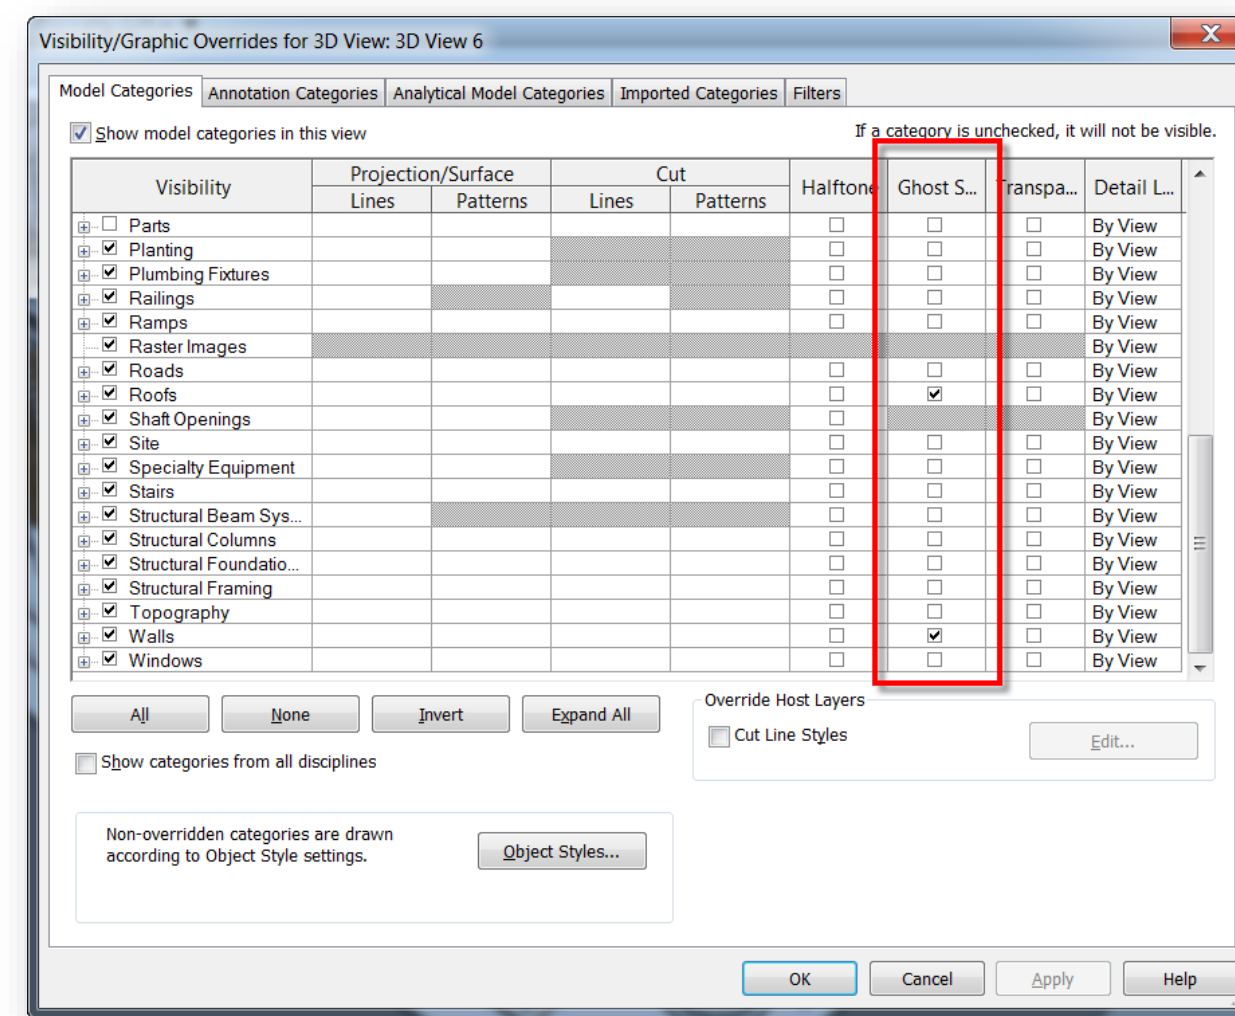 Visibility/Graphic Overrides for 3D View: 3D View 6
X
Model Categories Annotation Categories Analytical Model Categories Imported Categories Filters
Show model categories in this view
If a category is unchecked, it will not be visible.
Visibility Projection/Surface Cut Halftone Ghost S... Transpa... Detail L...
Lines Patterns Lines Patterns
Parts By View
Planting By View
Plumbing Fixtures By View
Railings By View
Ramps By View
Raster Images By View
Roads By View
Roofs By View
Shaft Openings By View
Site By View
Specialty Equipment By View
Stairs By View
Structural Beam Sys... By View
Structural Columns By View
Structural Foundatio... By View
Structural Framing By View
Topography By View
Walls By View
Windows By View
All None Invert Expand All
Override Host Layers
Cut Line Styles Edit...
Show categories from all disciplines
Non-overridden categories are drawn
according to Object Style settings.
Object Styles...
OK Cancel Apply Help